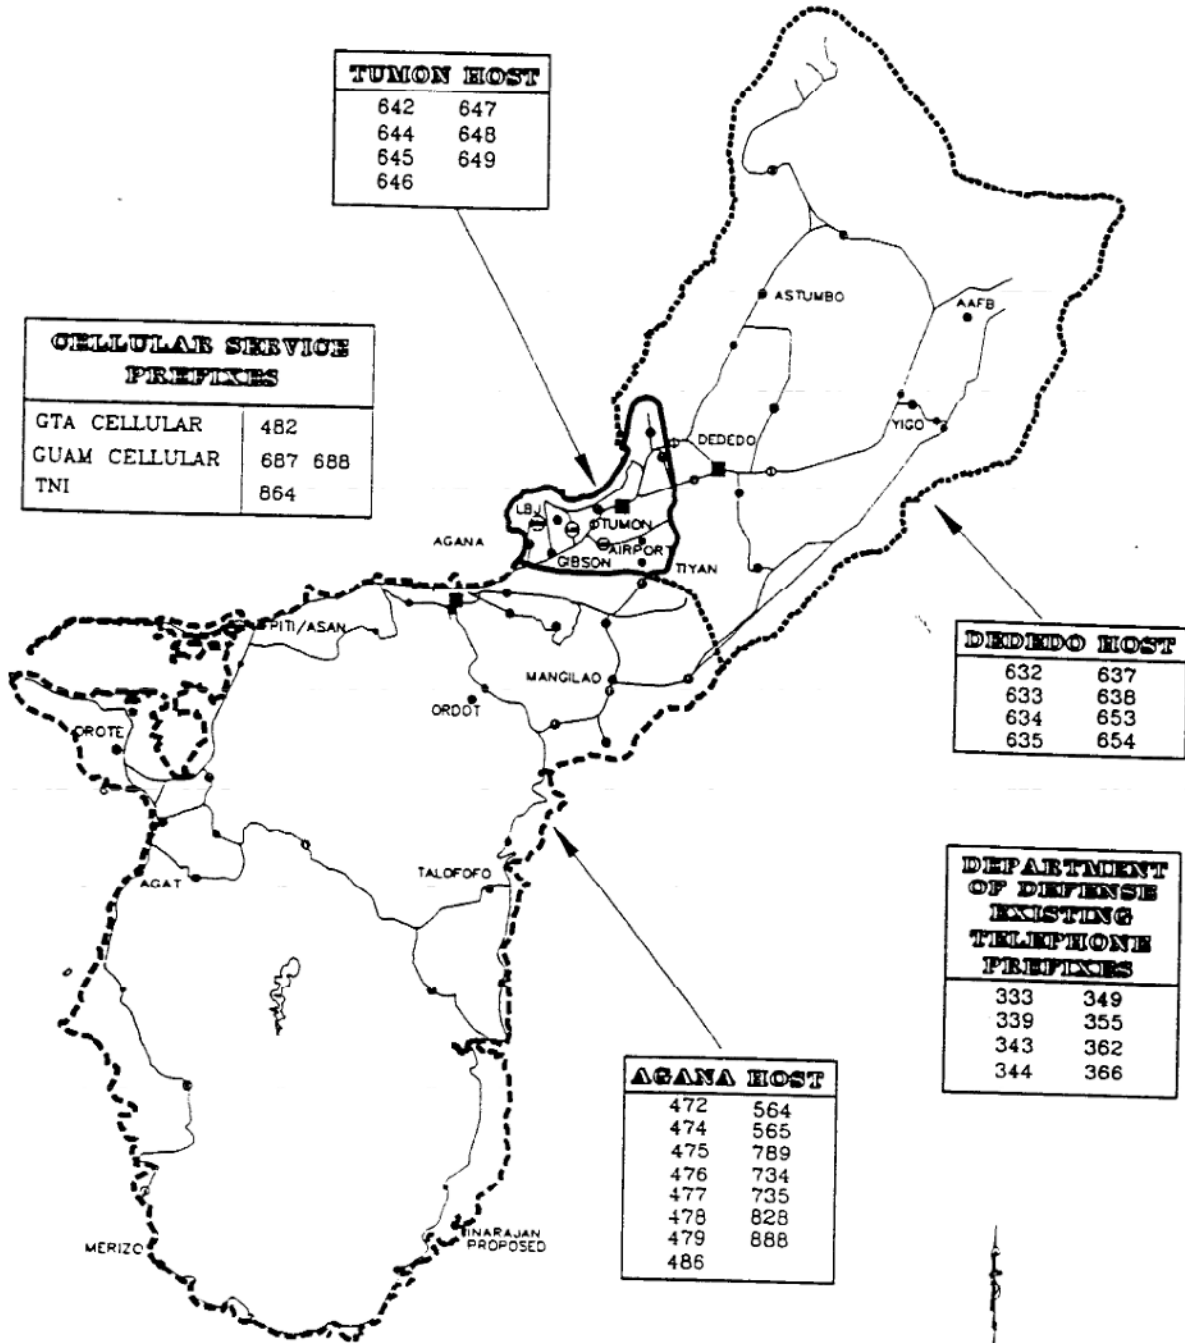 TUMON HOST
642 647
644 648
645 649
646
ASTUMBO
AAFB
CELLULAR SERVICE
PREFIXES
GTA CELLULAR 482
GUAM CELLULAR 687 688
TNI 864
YIGO
DEDEDO
LBJ
TUMON
AGANA
AIRPORT
GIBSON
TIYAN
PITI/ASAN
DEDEDO HOST
632 637
633 638
634 653
635 654
MANGILAO
ORDOT
OROTE
DEPARTMENT
OF DEFENSE
EXISTING
TELEPHONE
PREFIXES
333 349
339 355
343 362
344 366
TALOFOFO
AGAT
AGANA HOST
472 564
474 565
475 789
476 734
477 735
478 828
479 888
486
INARAJAN
PROPOSED
MERIZO